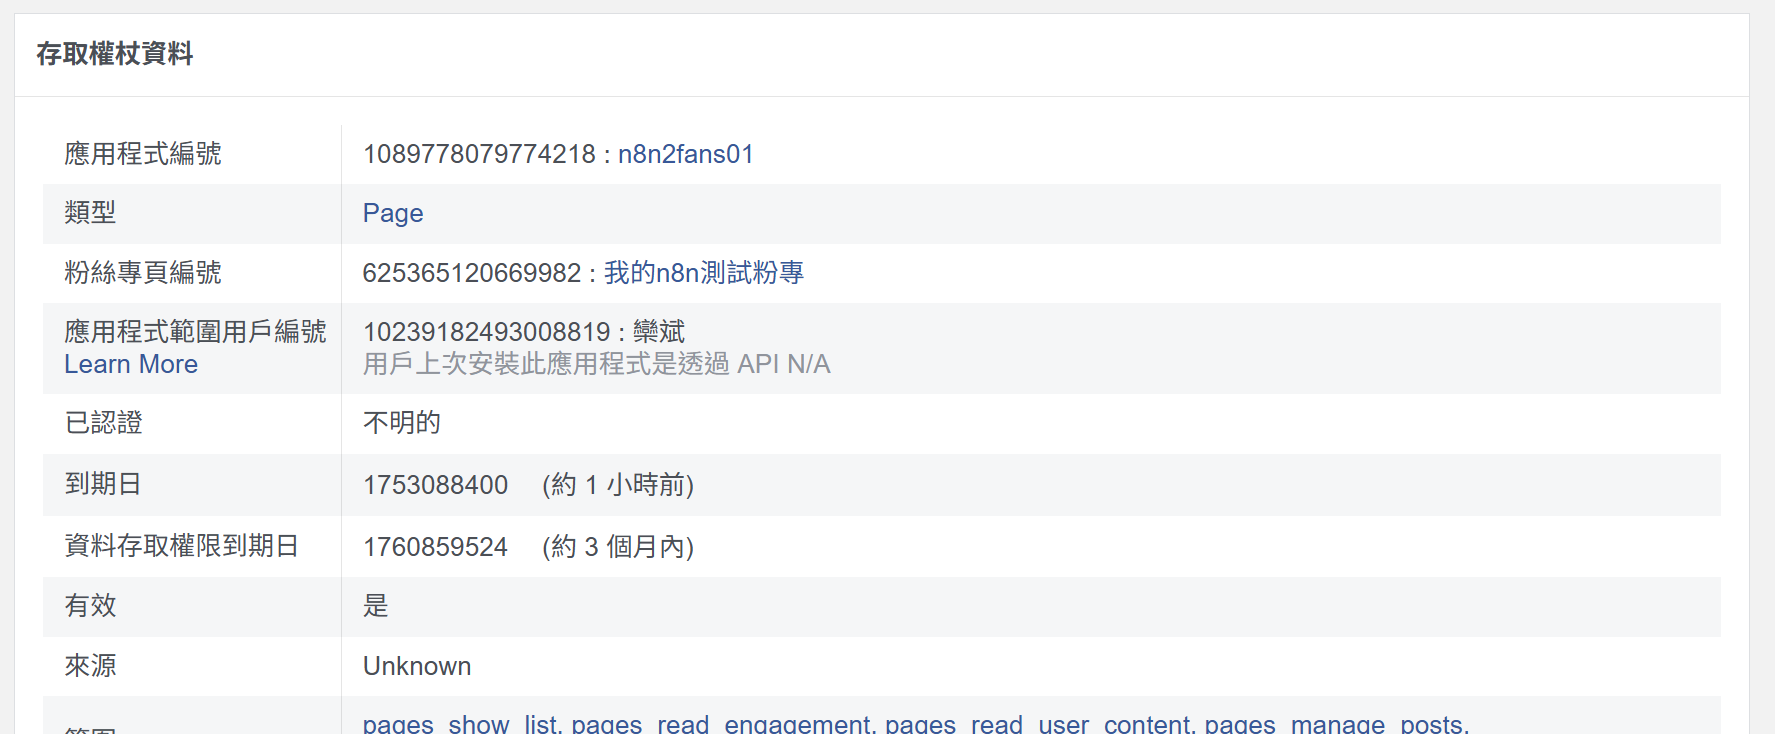 存取權杖資料
應用程式編號 1089778079774218 : n8n2fans01
類型 Page
粉絲專頁編號 625365120669982 : 我的n8n測試粉專
應用程式範圍用戶編號 10239182493008819 : 欒斌
Learn More 用戶上次安裝此應用程式是透過 API N/A
已認證 不明的
到期日 1753088400 (約 1 小時前)
資料存取權限到期日 1760859524 (約 3 個月內)
有效 是
來源 Unknown
範圍 pages_show_list, pages_read_engagement, pages_read_user_content, pages_manage_posts,